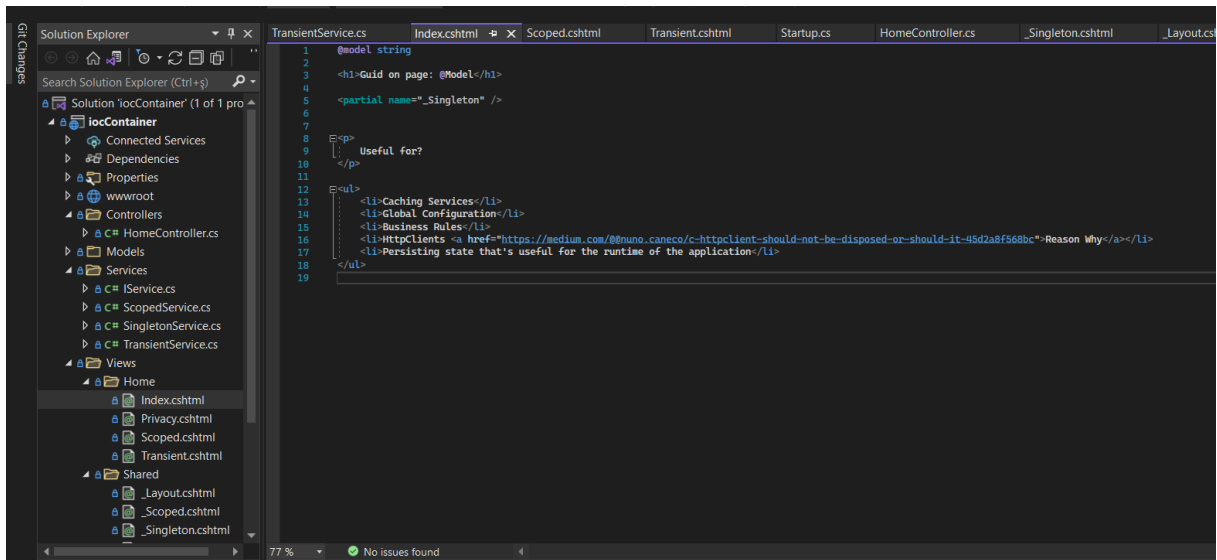 Git Changes
Solution Explorer
Search Solution Explorer (Ctrl+ş)
Solution 'iocContainer' (1 of 1 pro
iocContainer
Connected Services
Dependencies
Properties
wwwroot
Controllers
C# HomeController.cs
Models
Services
C# IService.cs
C# ScopedService.cs
C# SingletonService.cs
C# TransientService.cs
Views
Home
Index.cshtml
Privacy.cshtml
Scoped.cshtml
Transient.cshtml
Shared
_Layout.cshtml
_Scoped.cshtml
_Singleton.cshtml
TransientService.cs Index.cshtml Scoped.cshtml Transient.cshtml Startup.cs HomeController.cs _Singleton.cshtml _Layout.csh
1 @model string
2
3 <h1>Guid on page: @Model</h1>
4
5 <partial name="_Singleton" />
6
7
8 <p>
9 Useful for?
10 </p>
11
12 <ul>
13 <li>Caching Services</li>
14 <li>Global Configuration</li>
15 <li>Business Rules</li>
16 <li>HttpClients <a href="https://medium.com/@@nuno.caneco/c-httpclient-should-not-be-disposed-or-should-it-45d2a8f568bc">Reason Why</a></li>
17 <li>Persisting state that's useful for the runtime of the application</li>
18 </ul>
19
77 % No issues found